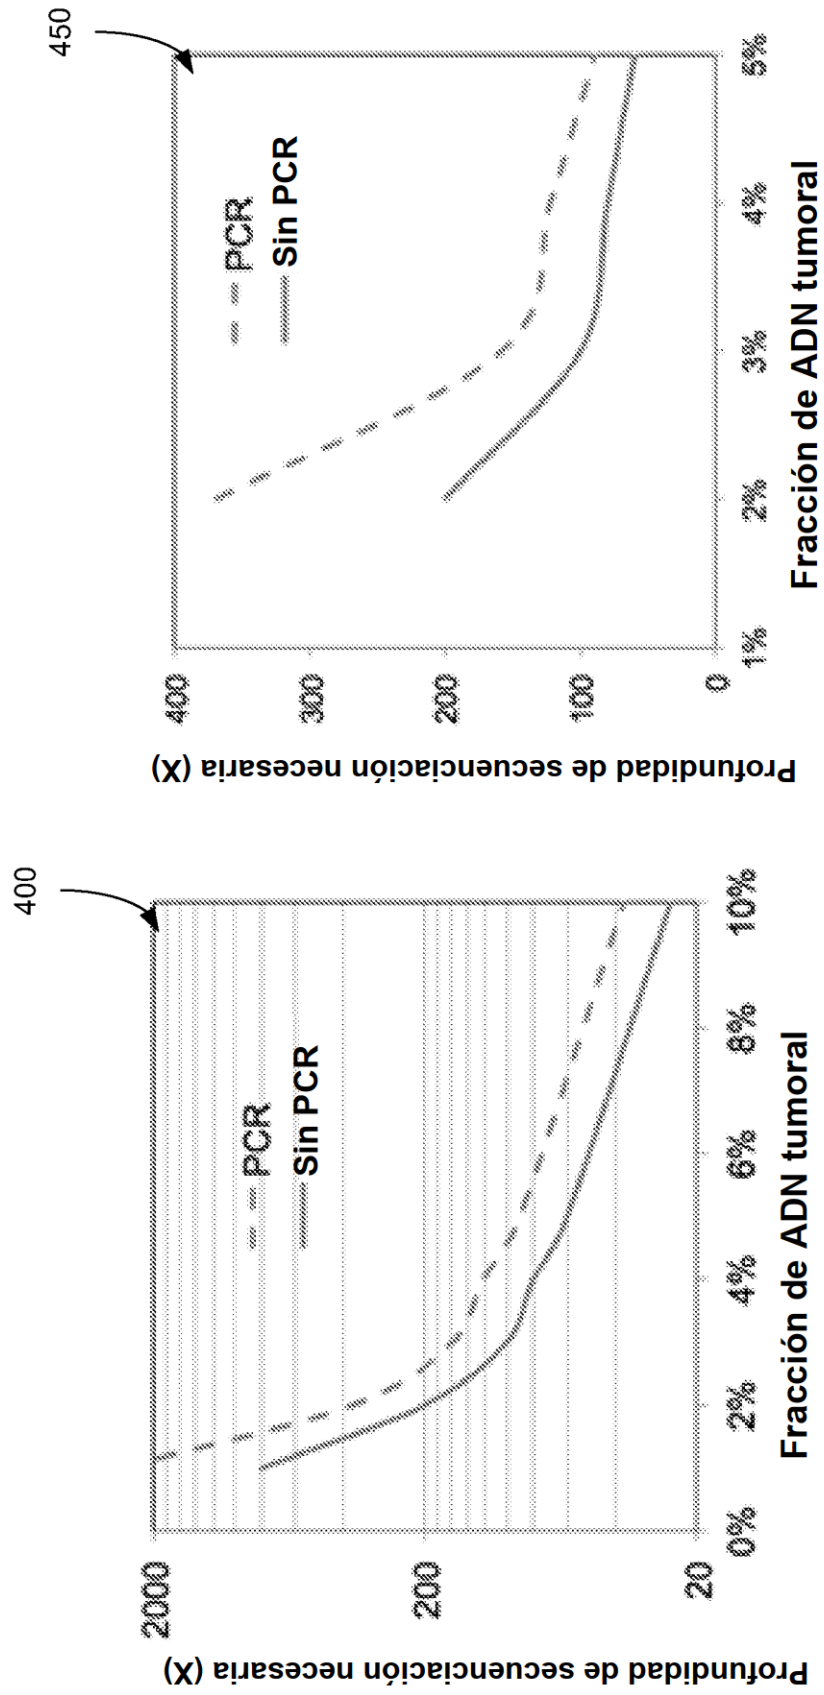 400
2000
200
20
PCR
Sin PCR
0%
2%
4%
6%
8%
10%
Fracción de ADN tumoral
Profundidad de secuenciación necesaria (X)
450
400
300
200
100
0
PCR
Sin PCR
1%
2%
3%
4%
5%
Fracción de ADN tumoral
Profundidad de secuenciación necesaria (X)